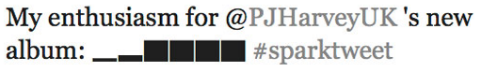 My enthusiasm for @PJHarveyUK 's new
album: ▁▂▇▇▇▇ #sparktweet